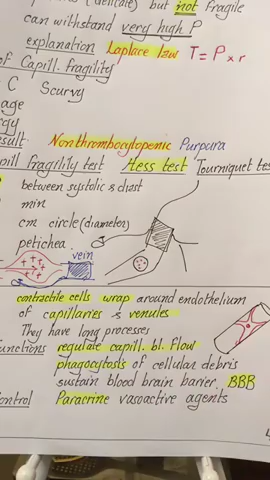 (delicate) but not fragile
can withstand very high P
explanation Laplace law T = P x r
of Capill. fragility
C Scurvy
age
rgy
result Nonthrombocytopenic Purpura
pill fragility test Hess test Tourniquet tes
between systolic & diast
min
cm circle (diameter)
petichea
vein
contractile cells wrap around endothelium
of capillaries & venules
They have long processes
functions regulate capill. bl. Flow
phagocytosis of cellular debris
sustain blood brain barrier BBB
ontrol Paracrine vasoactive agents